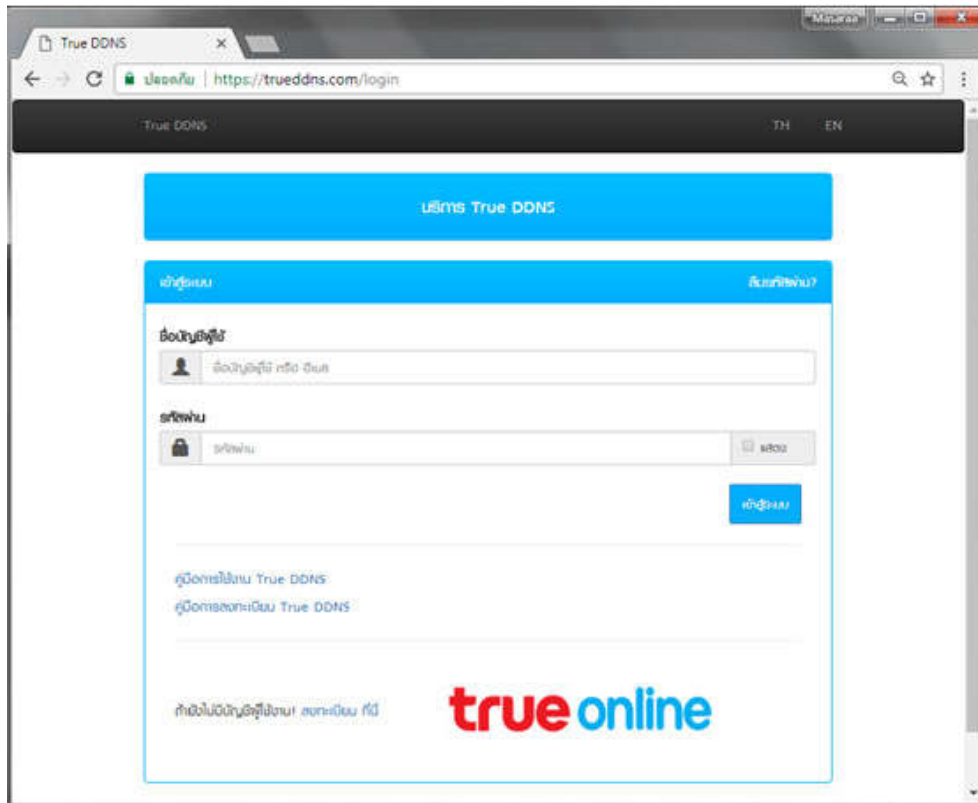 Masaraa
True DDNS
ปลอดภัย | https://trueddns.com/login
True DDNS TH EN
บริการ True DDNS
เข้าสู่ระบบ ลืมรหัสผ่าน?
ชื่อบัญชีผู้ใช้
ชื่อบัญชีผู้ใช้ หรือ อีเมล
รหัสผ่าน
รหัสผ่าน แสดง
เข้าสู่ระบบ
คู่มือการใช้งาน True DDNS
คู่มือการลงทะเบียน True DDNS
ถ้ายังไม่มีบัญชีผู้ใช้งาน! ลงทะเบียน ที่นี่
true online